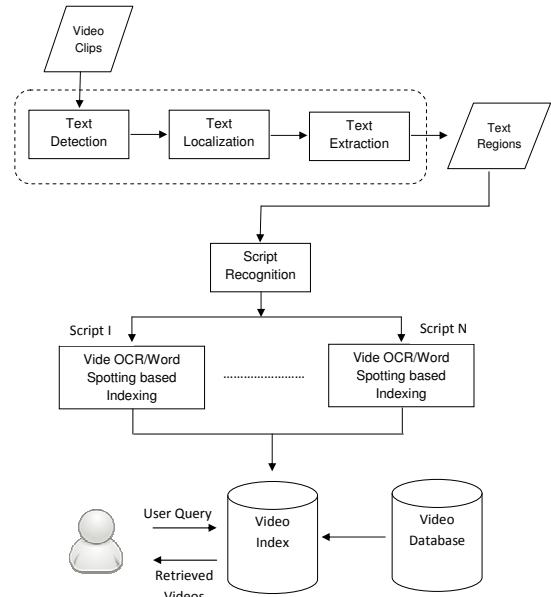 Video
Clips
Text
Detection
Text
Localization
Text
Extraction
Text
Regions
Script
Recognition
Script I
Script N
Vide OCR/Word
Spotting based
Indexing
........................
Vide OCR/Word
Spotting based
Indexing
User Query
Video
Index
Video
Database
Retrieved
Videos